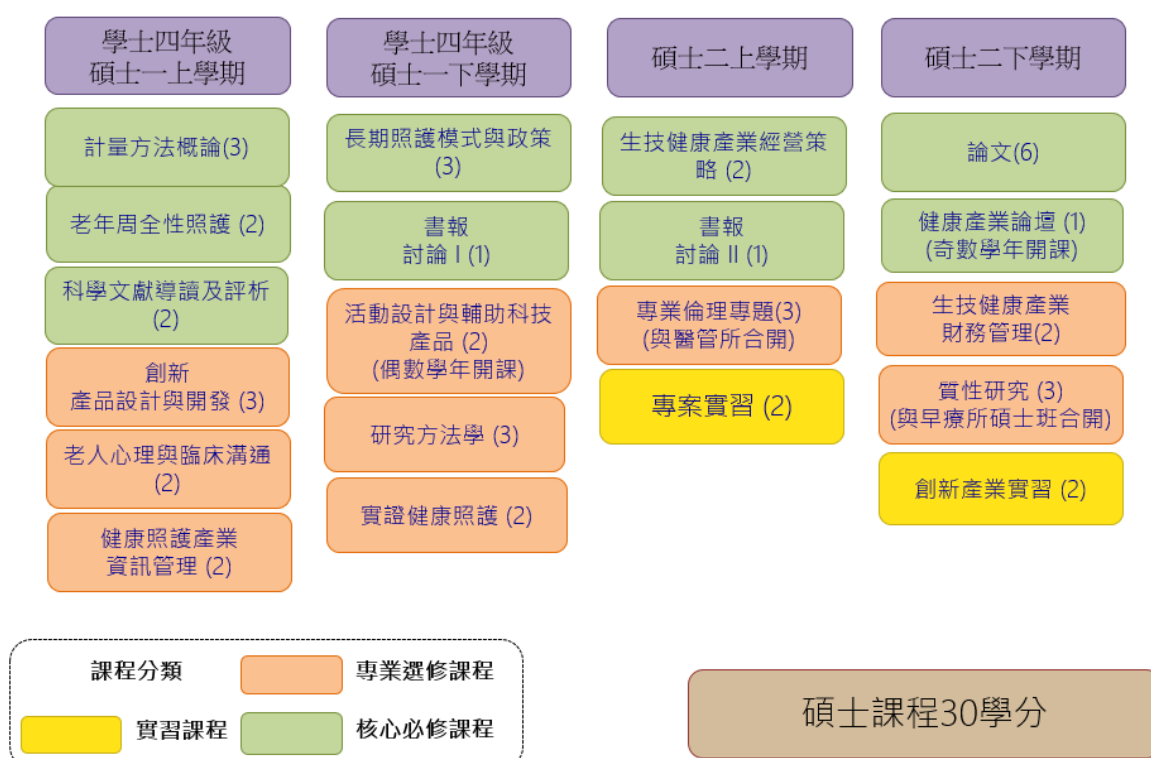 學士四年級
碩士一上學期
計量方法概論(3)
老年周全性照護 (2)
科學文獻導讀及評析
(2)
創新
產品設計與開發 (3)
老人心理與臨床溝通
(2)
健康照護產業
資訊管理 (2)
學士四年級
碩士一下學期
長期照護模式與政策
(3)
書報
討論 I (1)
活動設計與輔助科技
產品 (2)
(偶數學年開課)
研究方法學 (3)
實證健康照護 (2)
碩士二上學期
生技健康產業經營策
略 (2)
書報
討論 II (1)
專業倫理專題(3)
(與醫管所合開)
專案實習 (2)
碩士二下學期
論文(6)
健康產業論壇 (1)
(奇數學年開課)
生技健康產業
財務管理(2)
質性研究 (3)
(與早療所碩士班合開)
創新產業實習 (2)
課程分類
專業選修課程
實習課程
核心必修課程
碩士課程30學分